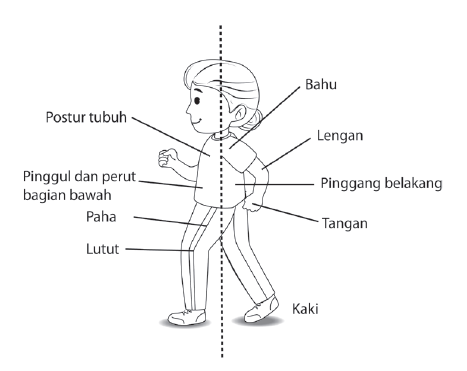 Bahu
Postur tubuh
Lengan
Pinggul dan perut
bagian bawah
Pinggang belakang
Paha
Tangan
Lutut
Kaki